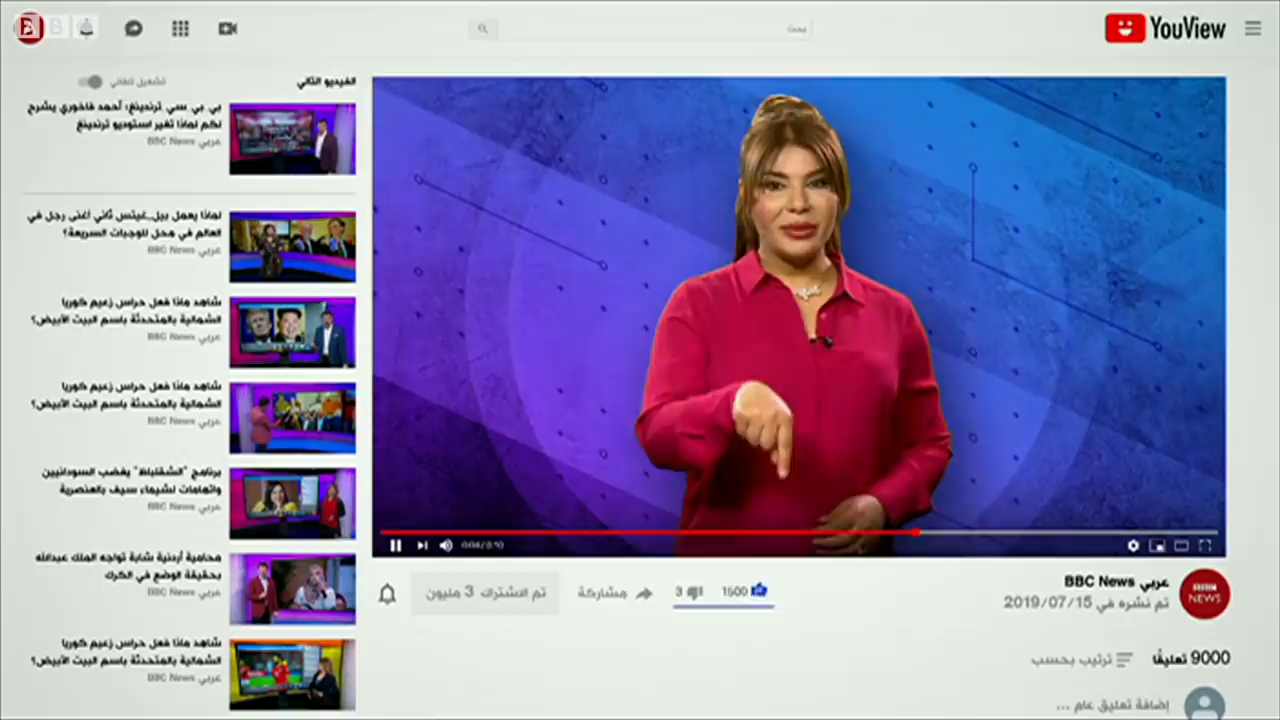 YouView
بحث
الفيديو التالي
تشغيل تلقائي
بي بي سي ترندينغ: أحمد فاخوري يشرح
لكم لماذا تغير استوديو ترندينغ
عربي BBC News
لماذا يعمل بيل غيتس ثاني أغنى رجل في
العالم في محل للوجبات السريعة؟
عربي BBC News
شاهد ماذا فعل حراس زعيم كوريا
الشمالية بالمتحدثة باسم البيت الأبيض؟
عربي BBC News
شاهد ماذا فعل حراس زعيم كوريا
الشمالية بالمتحدثة باسم البيت الأبيض؟
عربي BBC News
برنامج "الشقلباظ" يغضب السودانيين
واتهامات لشيماء سيف بالعنصرية
عربي BBC News
محامية أردنية شابة تواجه الملك عبدالله
بحقيقة الوضع في الكرك
عربي BBC News
شاهد ماذا فعل حراس زعيم كوريا
الشمالية بالمتحدثة باسم البيت الأبيض؟
عربي BBC News
BBC NEWS
عربي BBC News
تم نشره في 2019/07/15
1500
3
مشاركة
تم الاشتراك 3 مليون
9000 تعليقًا
ترتيب بحسب
إضافة تعليق عام ...